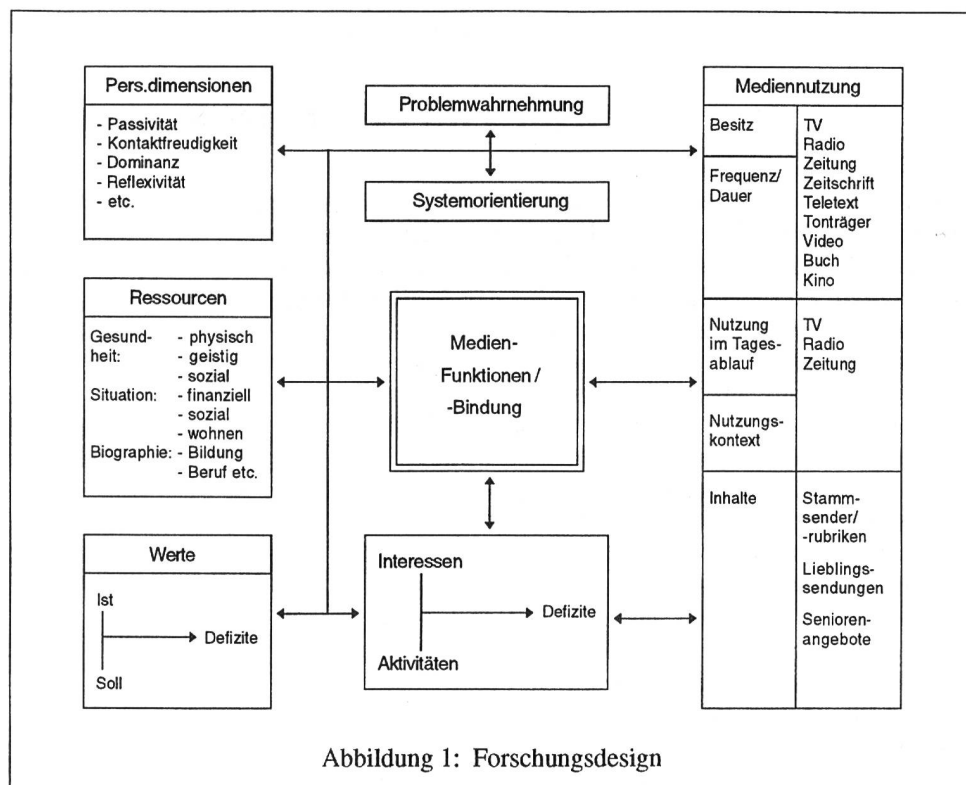 Pers.dimensionen
- Passivität
- Kontaktfreudigkeit
- Dominanz
- Reflexivität
- etc.
Problemwahrnehmung
Systemorientierung
Ressourcen
Gesund- - physisch
heit: - geistig
- sozial
Situation: - finanziell
- sozial
- wohnen
Biographie: - Bildung
- Beruf etc.
Medien-
Funktionen /
-Bindung
Werte
Ist
Defizite
Soll
Interessen
Defizite
Aktivitäten
Mediennutzung
Besitz
Frequenz/
Dauer
TV
Radio
Zeitung
Zeitschrift
Teletext
Tonträger
Video
Buch
Kino
Nutzung
im Tages-
ablauf
Nutzungs-
kontext
TV
Radio
Zeitung
Inhalte
Stamm-
sender/
-rubriken
Lieblings-
sendungen
Senioren-
angebote
Abbildung 1: Forschungsdesign